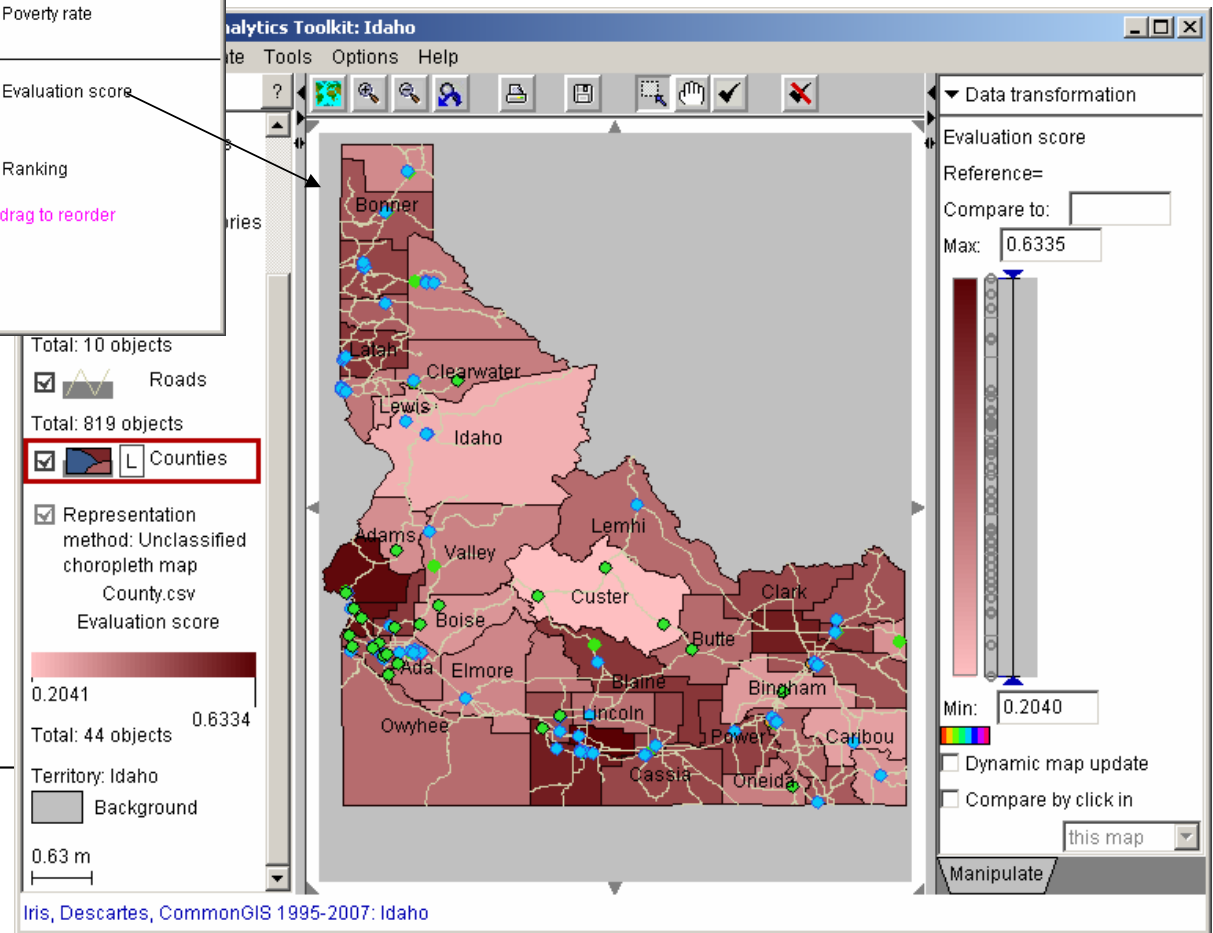 Poverty rate
Evaluation score
Ranking
drag to reorder
alytics Toolkit: Idaho
Tools Options Help
?
ries
Total: 10 objects
Roads
Total: 819 objects
L Counties
Representation
method: Unclassified
choropleth map
County.csv
Evaluation score
0.2041
0.6334
Total: 44 objects
Territory: Idaho
Background
0.63 m
Bonner
Latah
Clearwater
Lewis
Idaho
Adams
Valley
Lemhi
Custer
Clark
Boise
Butte
Ada
Elmore
Blaine
Bingham
Owyhee
Lincoln
Power
Caribou
Cassia
Oneida
Data transformation
Evaluation score
Reference=
Compare to:
Max: 0.6335
Min: 0.2040
Dynamic map update
Compare by click in
this map
Manipulate
Iris, Descartes, CommonGIS 1995-2007: Idaho